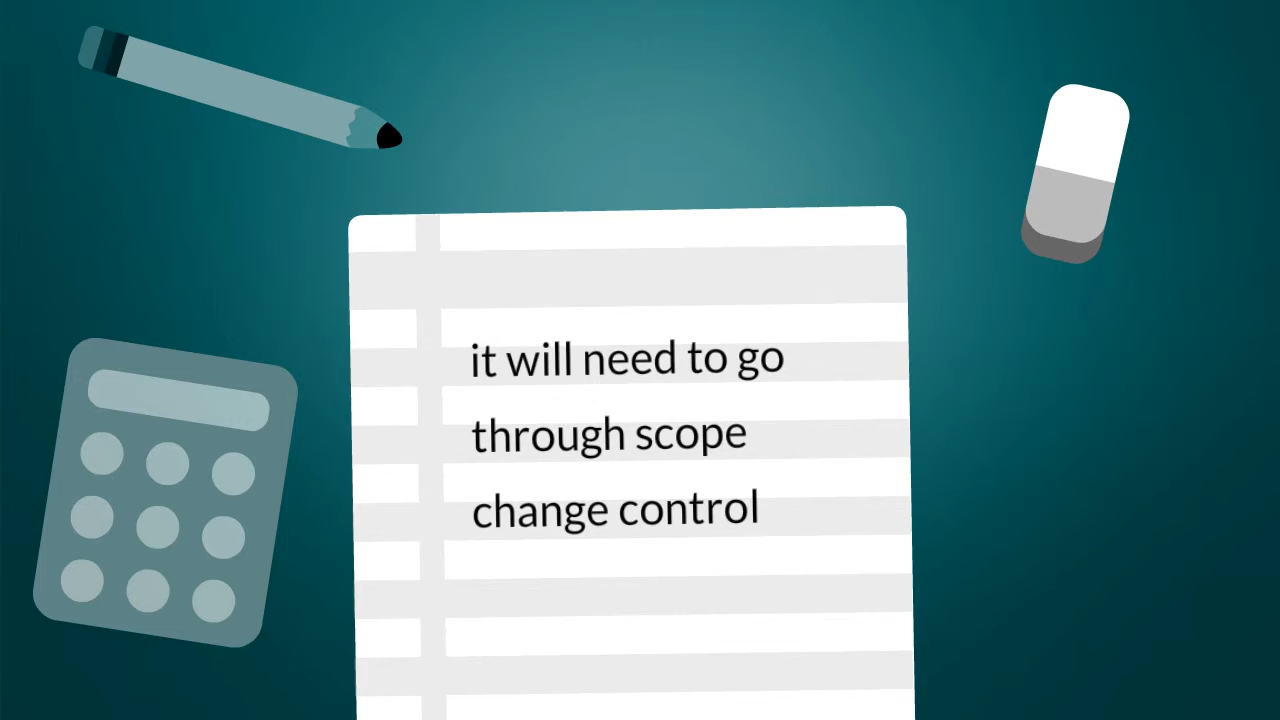 it will need to go
through scope
change control